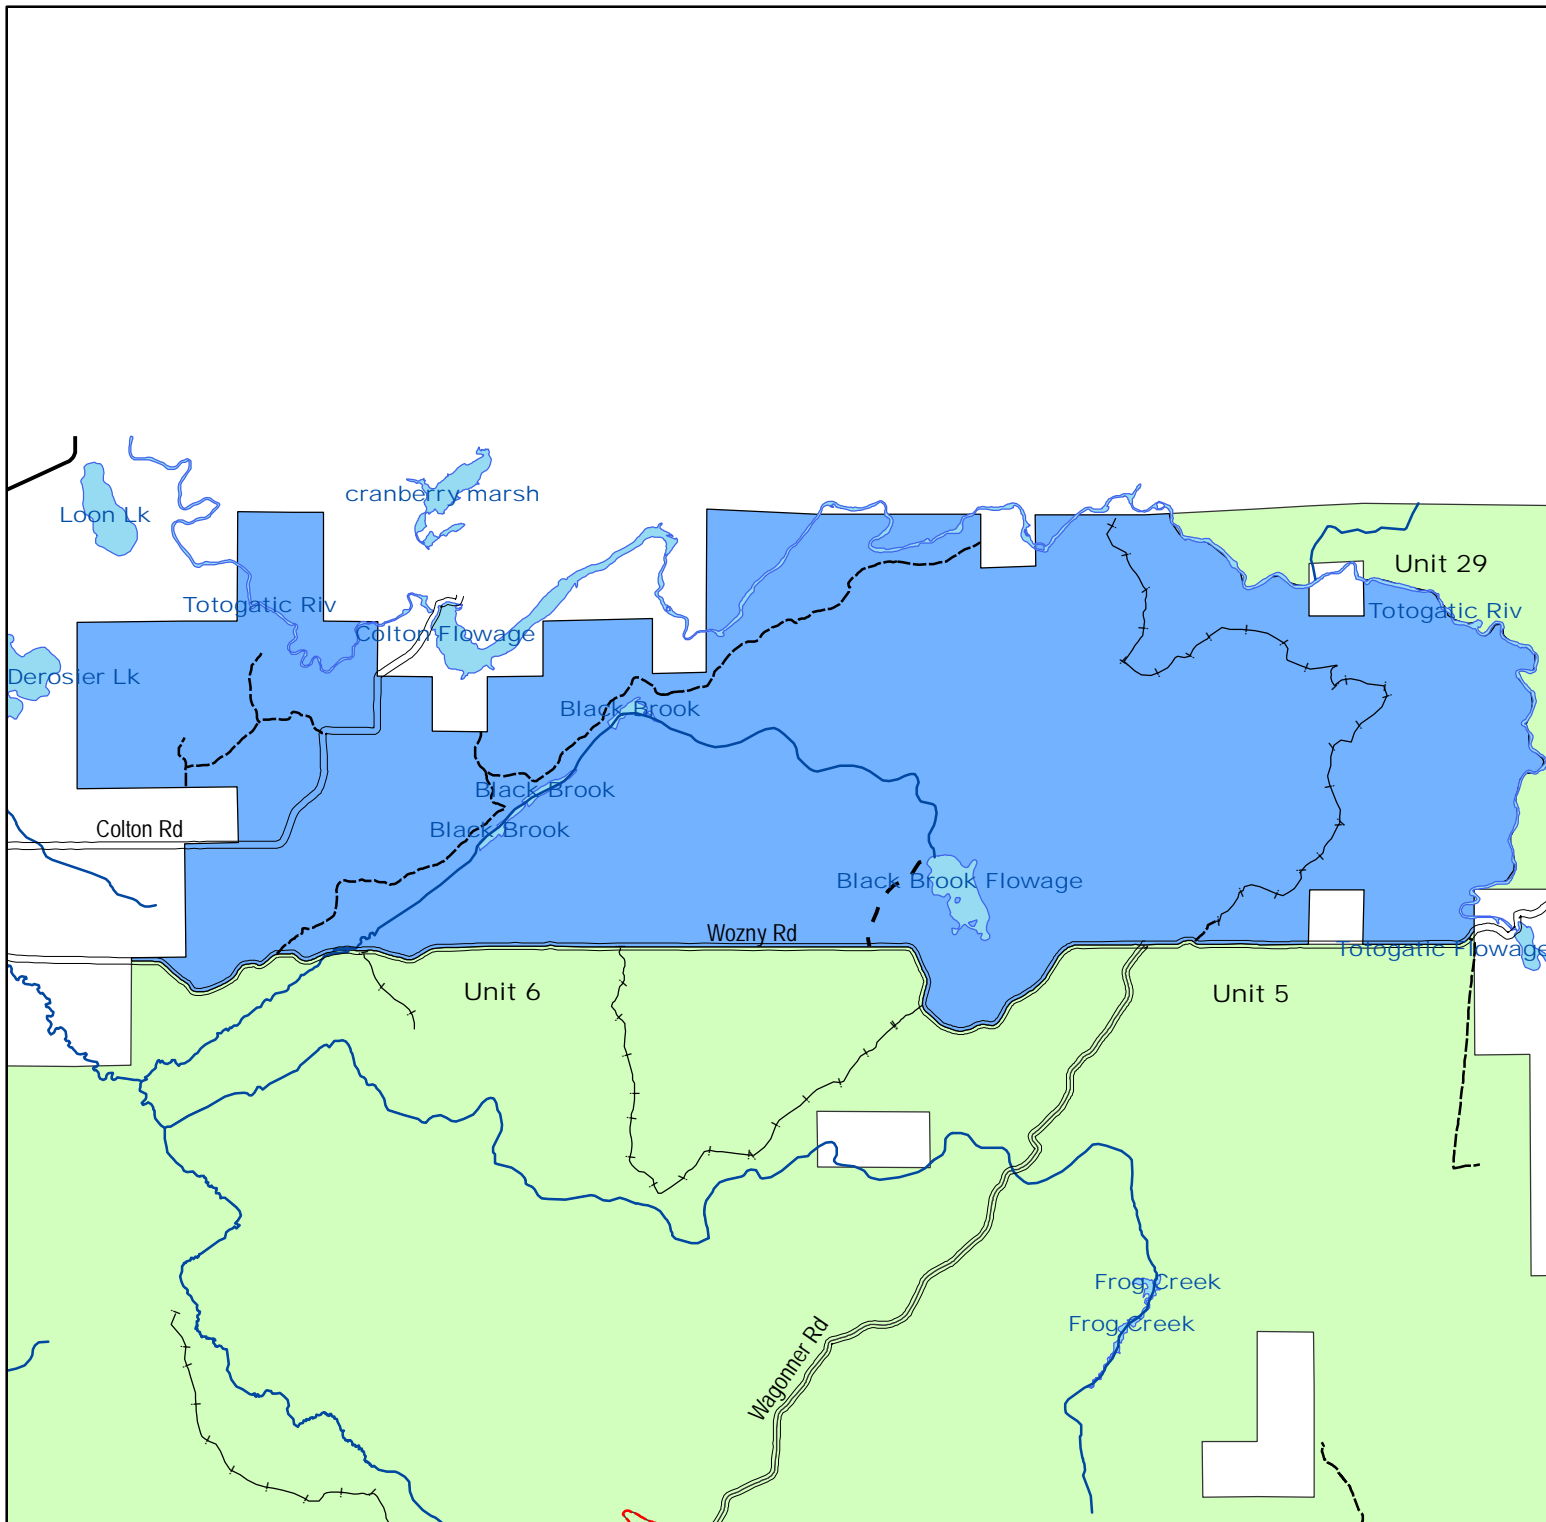 cranberry marsh
Loon Lk
Unit 29
Totogatic Riv
Totogatic Riv
Colton Flowage
Derosier Lk
Black Brook
Black Brook
Black Brook
Colton Rd
Black Brook Flowage
Wozny Rd
Totogatic Flowage
Unit 6
Unit 5
Frog Creek
Frog Creek
Wagonner Rd